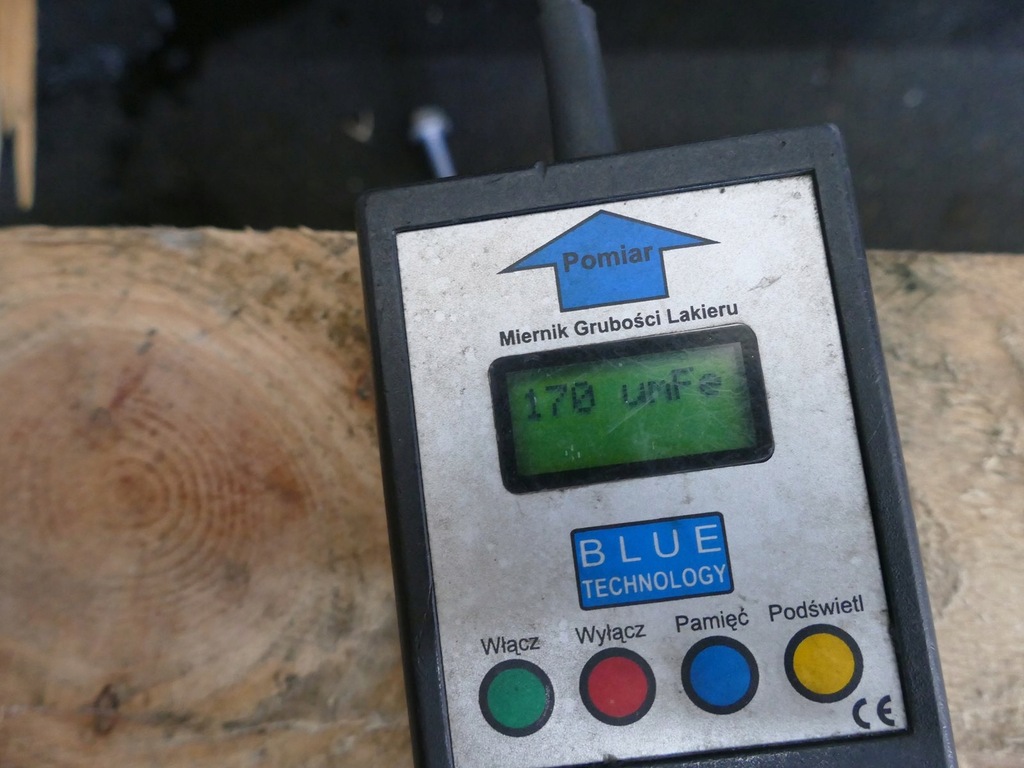 Pomiar
Miernik Grubości Lakieru
170 umFe
BLUE
TECHNOLOGY
Włącz Wyłącz Pamięć Podświetl
CE